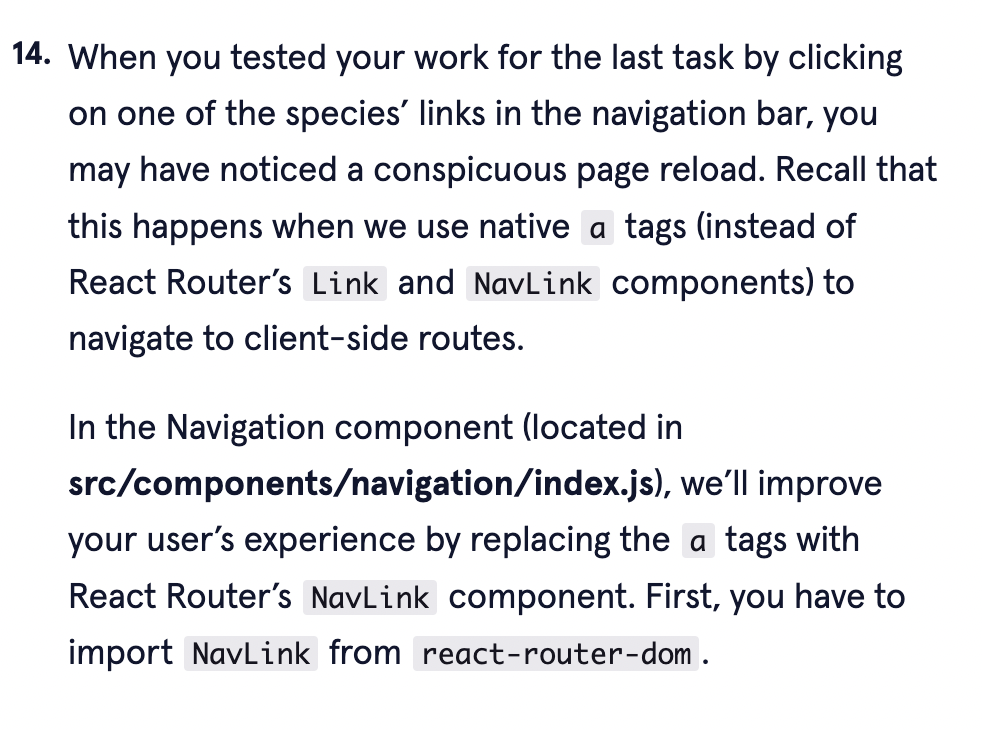 14. When you tested your work for the last task by clicking
on one of the species’ links in the navigation bar, you
may have noticed a conspicuous page reload. Recall that
this happens when we use native a tags (instead of
React Router’s Link and NavLink components) to
navigate to client-side routes.
In the Navigation component (located in
src/components/navigation/index.js), we’ll improve
your user’s experience by replacing the a tags with
React Router’s NavLink component. First, you have to
import NavLink from react-router-dom.